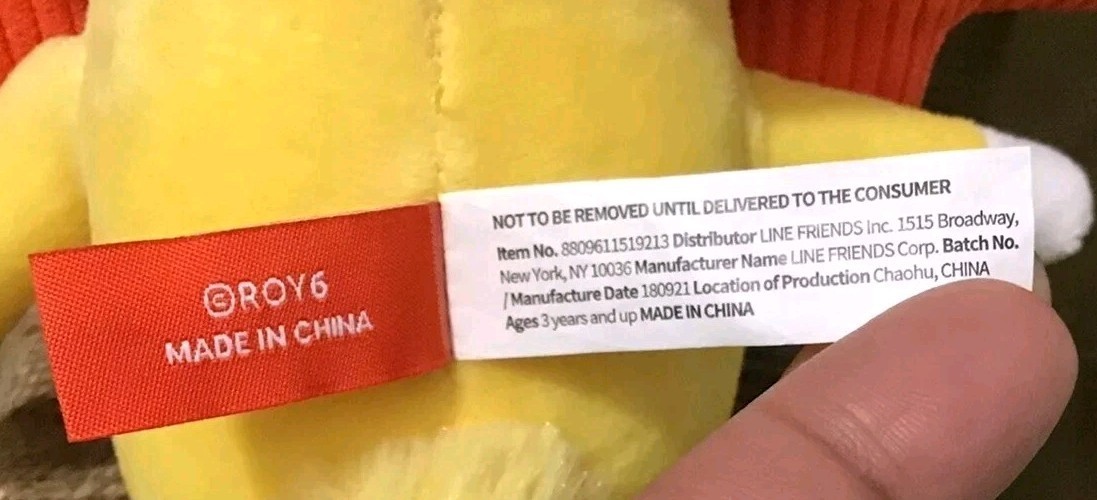 ©ROY6
MADE IN CHINA
NOT TO BE REMOVED UNTIL DELIVERED TO THE CONSUMER
Item No. 8809611519213 Distributor LINE FRIENDS Inc. 1515 Broadway,
New York, NY 10036 Manufacturer Name LINE FRIENDS Corp. Batch No.
/ Manufacture Date 180921 Location of Production Chaohu, CHINA
Ages 3 years and up MADE IN CHINA